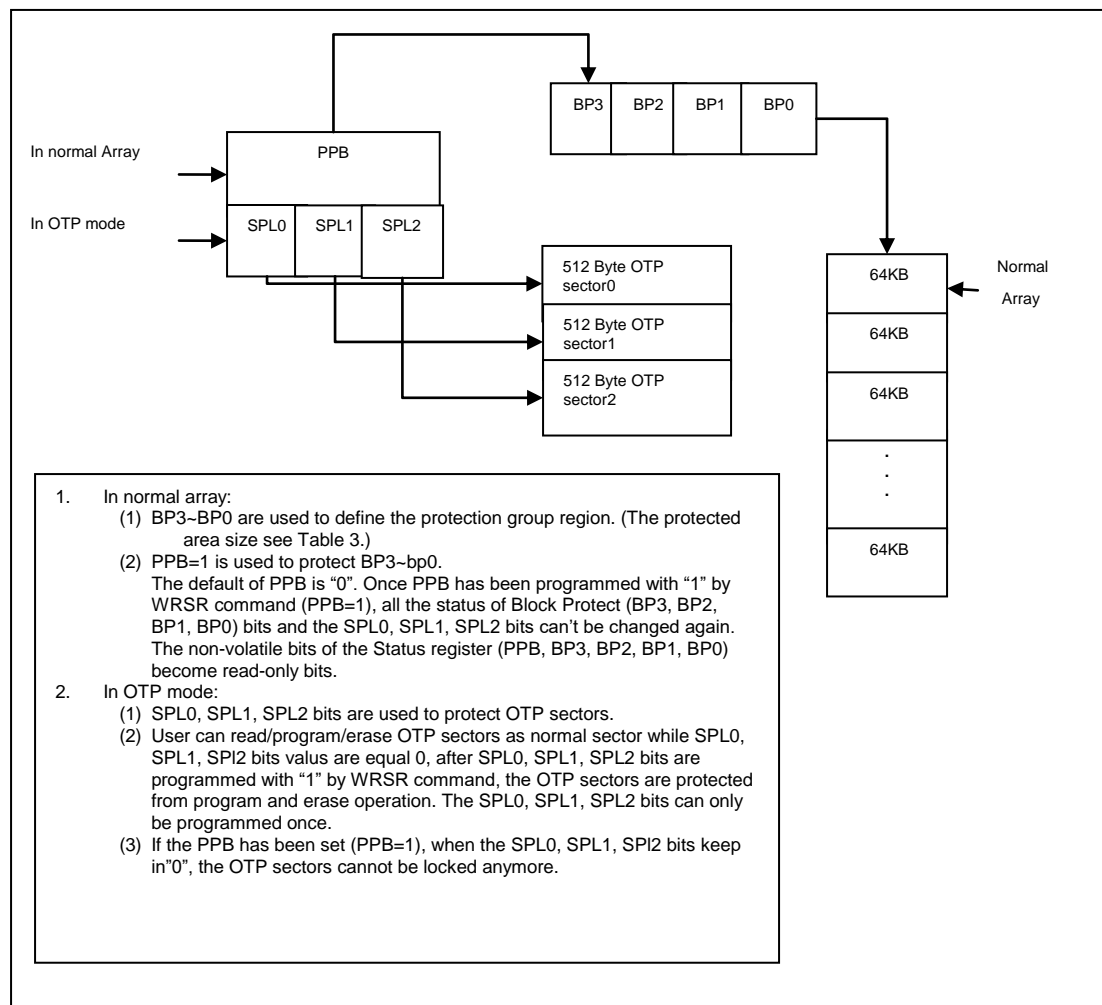 BP3 BP2 BP1 BP0
In normal Array
PPB
In OTP mode
SPL0 SPL1 SPL2
512 Byte OTP
sector0
512 Byte OTP
sector1
512 Byte OTP
sector2
64KB
Normal
Array
64KB
64KB
.
.
.
64KB
1. In normal array:
(1) BP3~BP0 are used to define the protection group region. (The protected
area size see Table 3.)
(2) PPB=1 is used to protect BP3~bp0.
The default of PPB is “0”. Once PPB has been programmed with “1” by
WRSR command (PPB=1), all the status of Block Protect (BP3, BP2,
BP1, BP0) bits and the SPL0, SPL1, SPL2 bits can’t be changed again.
The non-volatile bits of the Status register (PPB, BP3, BP2, BP1, BP0)
become read-only bits.
2. In OTP mode:
(1) SPL0, SPL1, SPL2 bits are used to protect OTP sectors.
(2) User can read/program/erase OTP sectors as normal sector while SPL0,
SPL1, SPl2 bits valus are equal 0, after SPL0, SPL1, SPL2 bits are
programmed with “1” by WRSR command, the OTP sectors are protected
from program and erase operation. The SPL0, SPL1, SPL2 bits can only
be programmed once.
(3) If the PPB has been set (PPB=1), when the SPL0, SPL1, SPl2 bits keep
in”0”, the OTP sectors cannot be locked anymore.